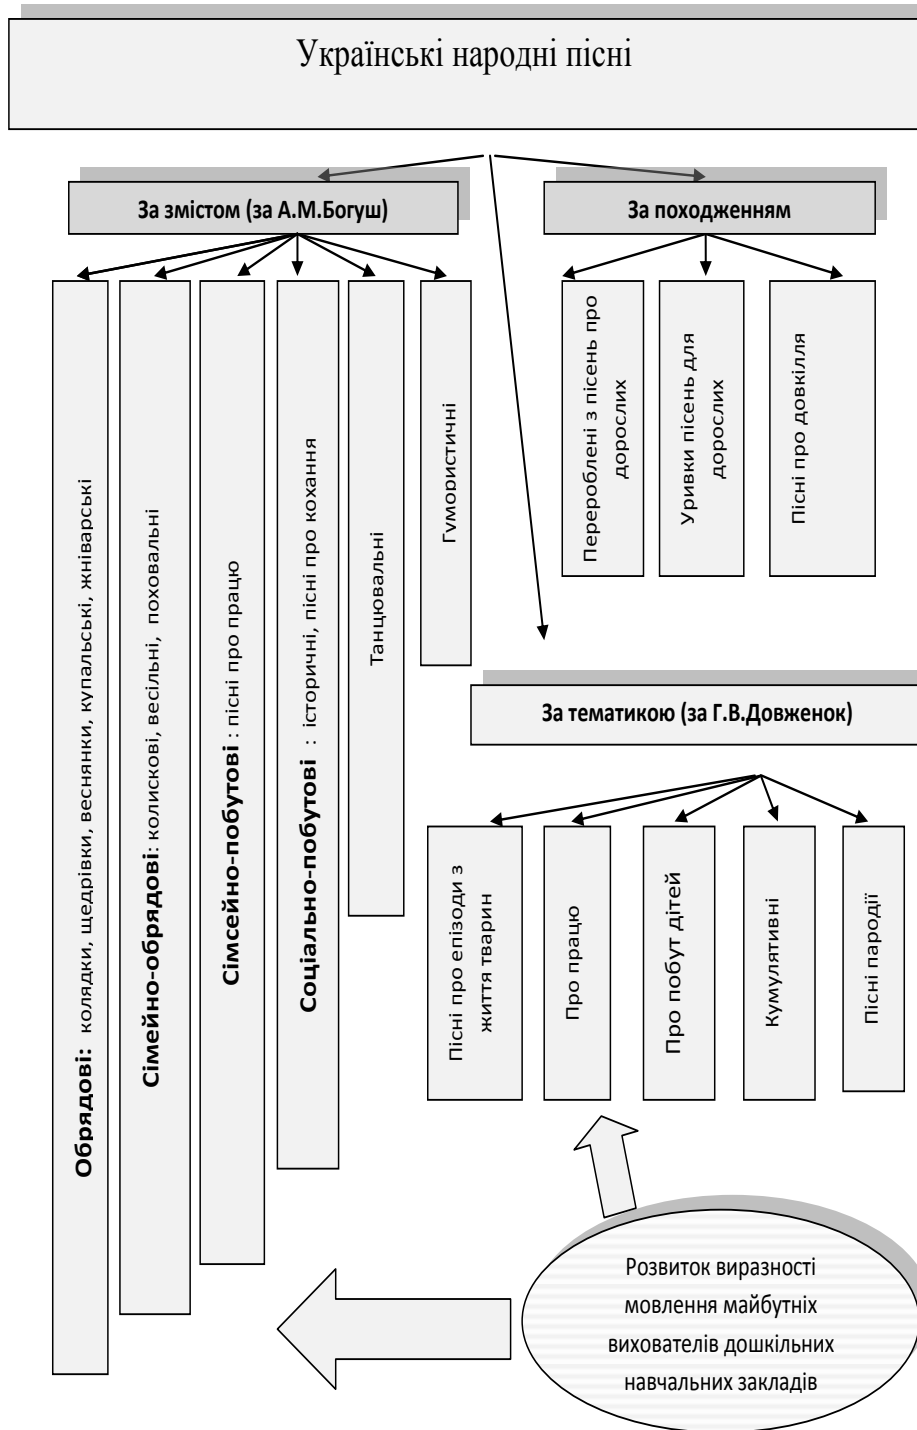 Українські народні пісні
За змістом (за А.М.Богуш)
За походженням
Обрядові: колядки, щедрівки, веснянки, купальські, жніварські
Сімейно-обрядові: колискові, весільні, поховальні
Сімсейно-побутові : пісні про працю
Соціально-побутові : історичні, пісні про кохання
Танцювальні
Гумористичні
Перероблені з пісень про
дорослих
Уривки пісень для
дорослих
Пісні про довкілля
За тематикою (за Г.В.Довженок)
Пісні про епізоди з
життя тварин
Про працю
Про побут дітей
Кумулятивні
Пісні пародії
Розвиток виразності
мовлення майбутніх
вихователів дошкільних
навчальних закладів